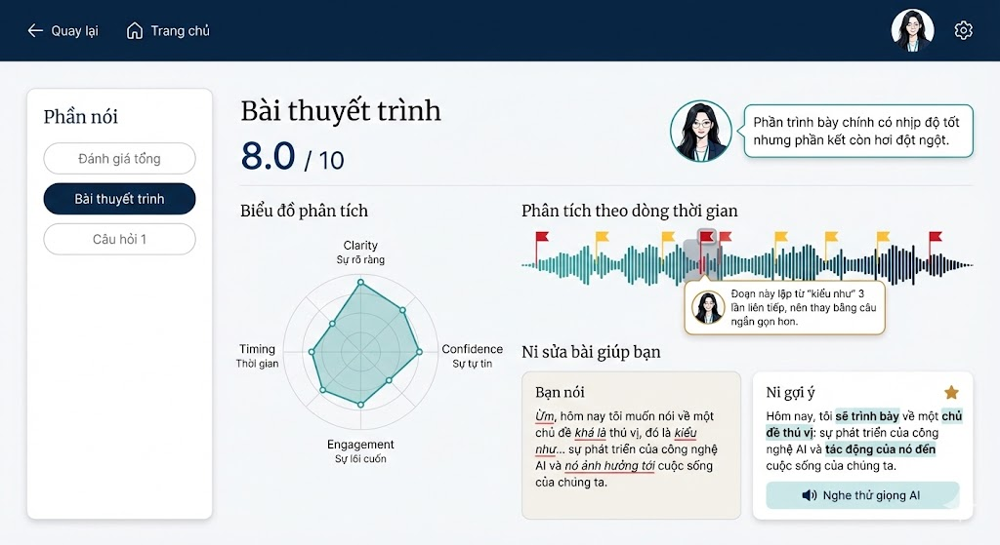 Quay lại
Trang chủ
Phần nói
Đánh giá tổng
Bài thuyết trình
Câu hỏi 1
Bài thuyết trình
8.0 / 10
Phần trình bày chính có nhịp độ tốt
nhưng phần kết còn hơi đột ngột.
Biểu đồ phân tích
Clarity
Sự rõ ràng
Timing
Thời gian
Confidence
Sự tự tin
Engagement
Sự lôi cuốn
Phân tích theo dòng thời gian
Đoạn này lặp từ "kiểu như" 3
lần liên tiếp, nên thay bằng câu
ngắn gọn hon.
Ni sửa bài giúp bạn
Bạn nói
Ừm, hôm nay tôi muốn nói về một
chủ đề khá là thú vị, đó là kiểu
như... sự phát triển của công nghệ
AI và nó ảnh hưởng tới cuộc sống
của chúng ta.
Ni gợi ý
Hôm nay, tôi sẽ trình bày về một chủ
đề thú vị: sự phát triển của công
nghệ AI và tác động của nó đến
cuộc sống của chúng ta.
Nghe thử giọng AI